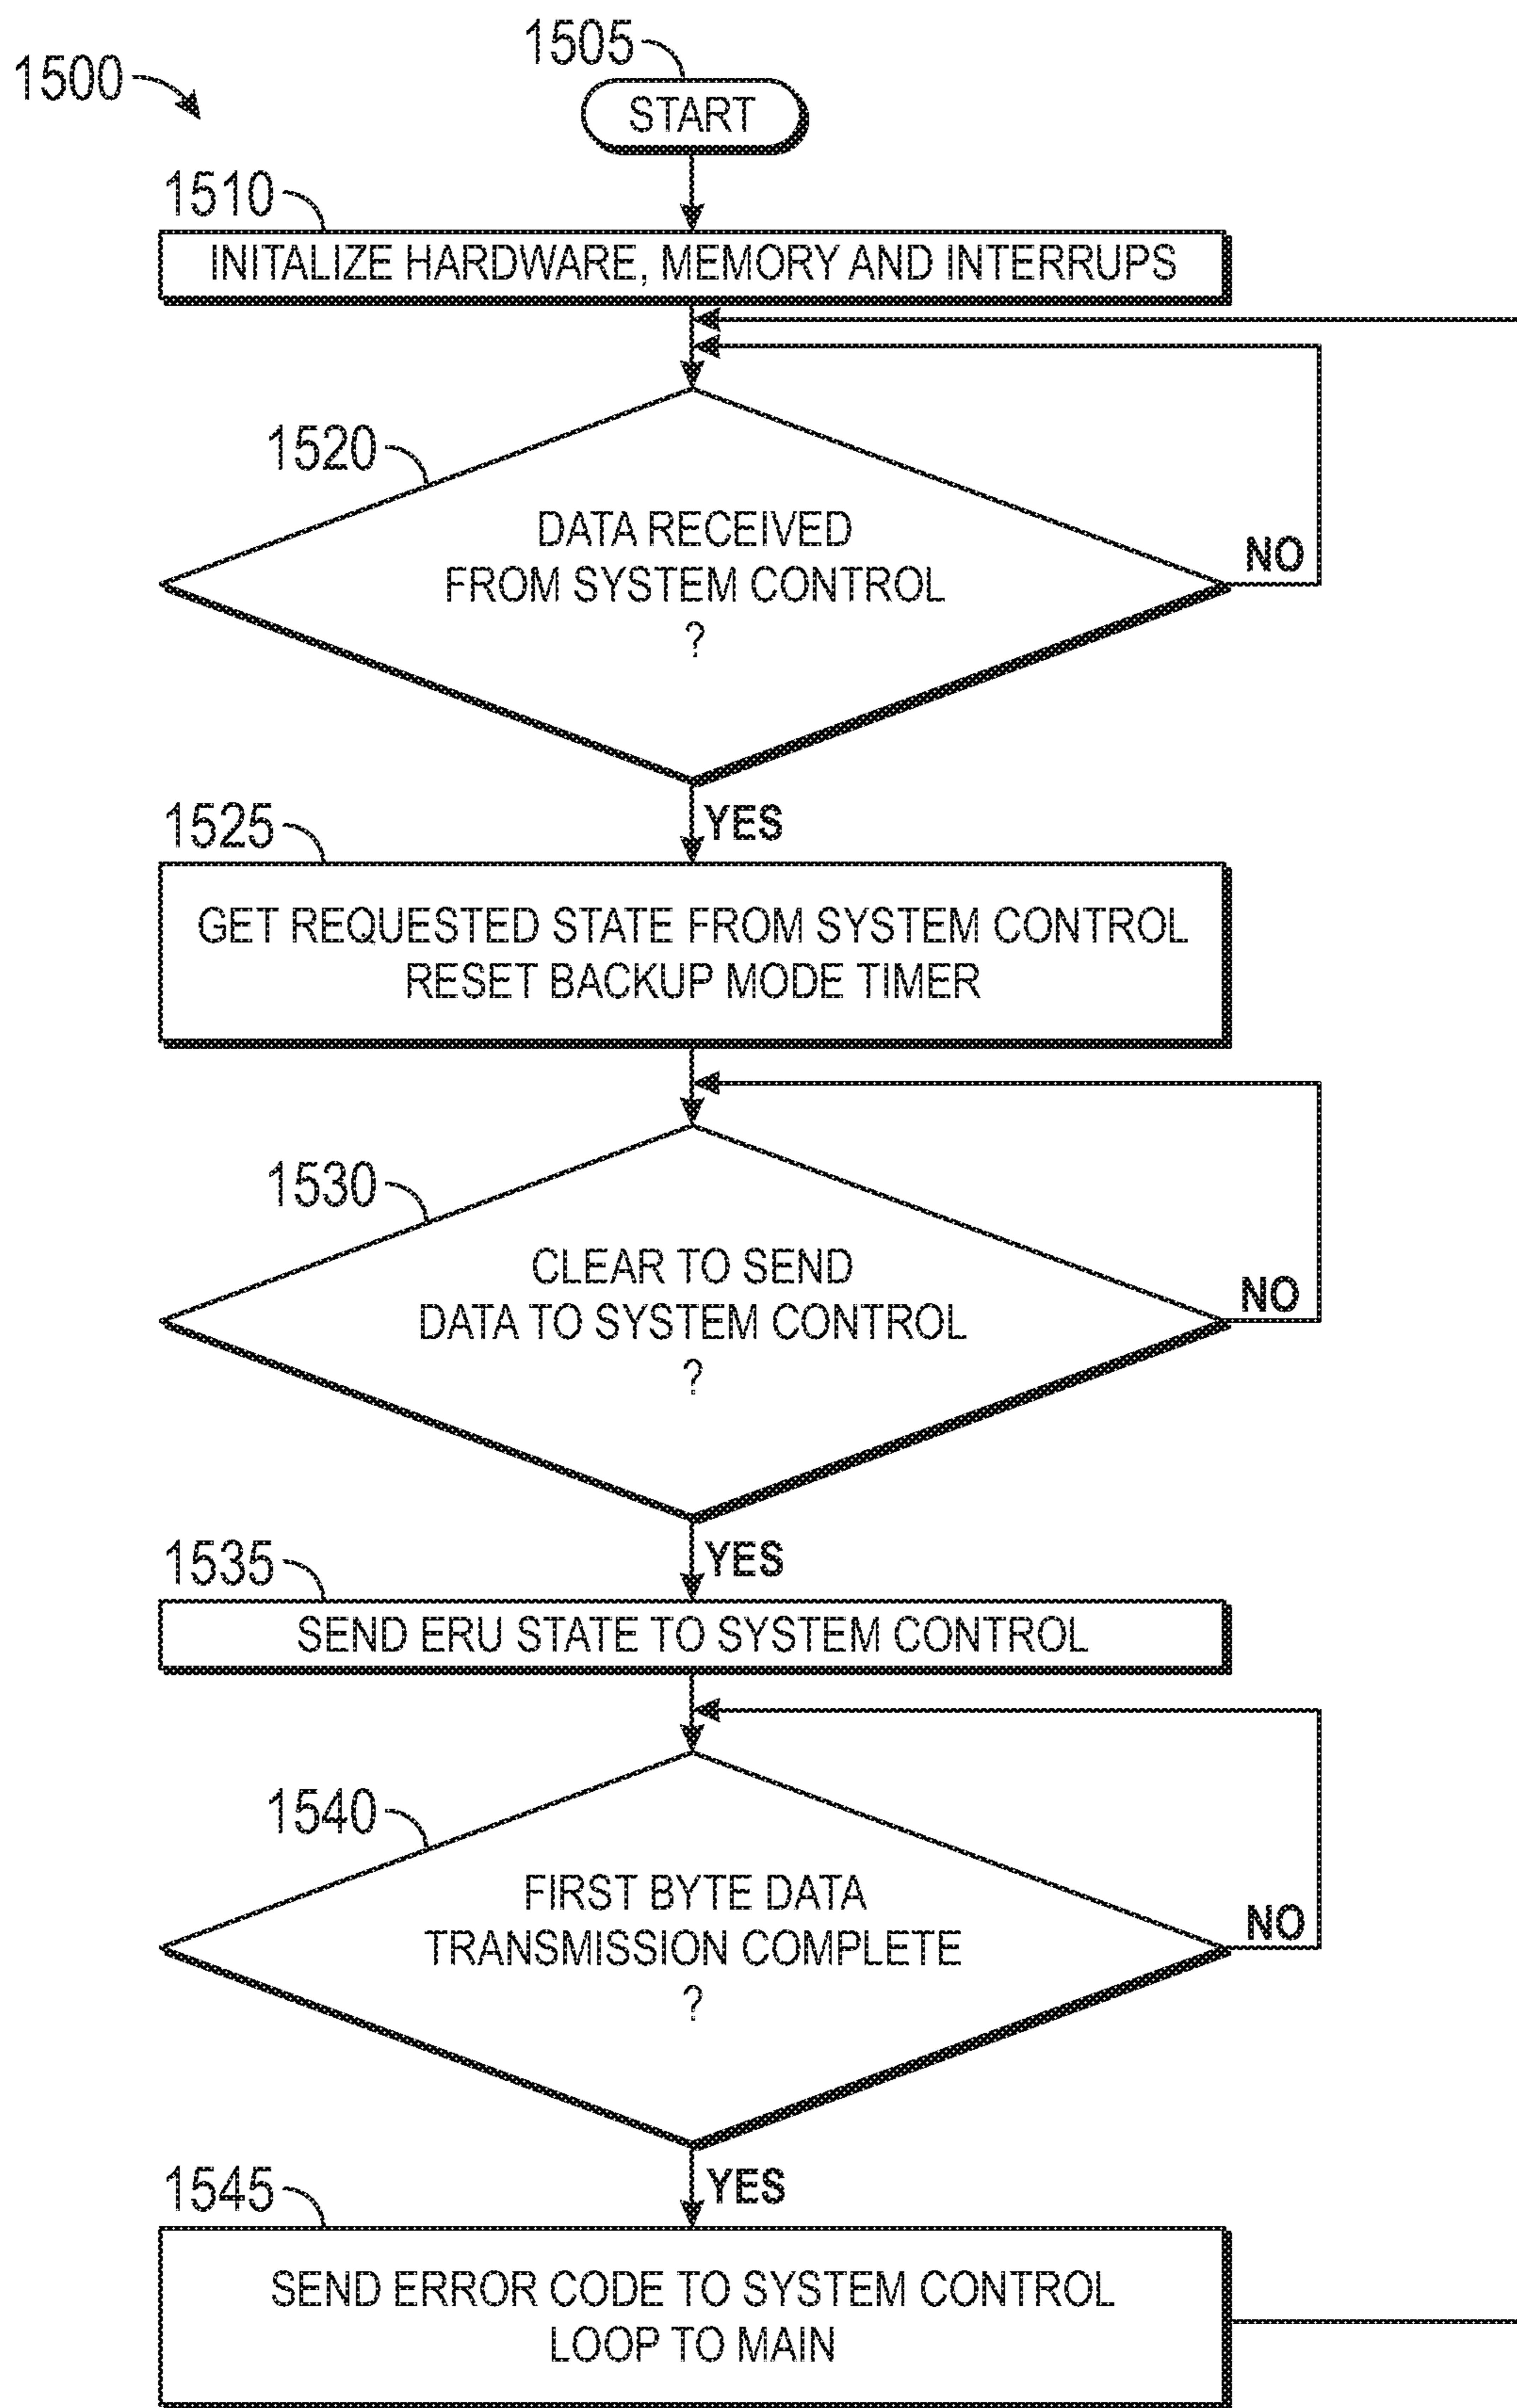 1500
1505
START
1510
INITALIZE HARDWARE, MEMORY AND INTERRUPS
1520
DATA RECEIVED
FROM SYSTEM CONTROL
?
NO
YES
1525
GET REQUESTED STATE FROM SYSTEM CONTROL
RESET BACKUP MODE TIMER
1530
CLEAR TO SEND
DATA TO SYSTEM CONTROL
?
NO
YES
1535
SEND ERU STATE TO SYSTEM CONTROL
1540
FIRST BYTE DATA
TRANSMISSION COMPLETE
?
NO
YES
1545
SEND ERROR CODE TO SYSTEM CONTROL
LOOP TO MAIN